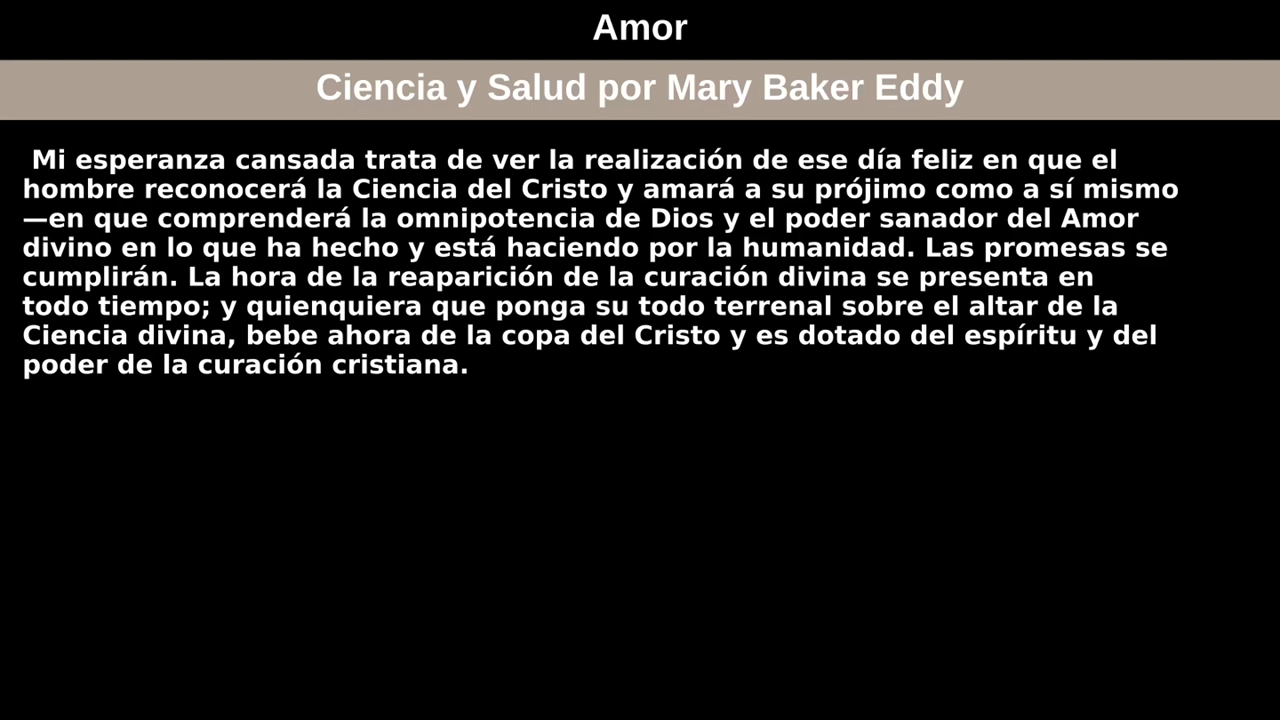 Amor
Ciencia y Salud por Mary Baker Eddy
Mi esperanza cansada trata de ver la realización de ese día feliz en que el
hombre reconocerá la Ciencia del Cristo y amará a su prójimo como a sí mismo
—en que comprenderá la omnipotencia de Dios y el poder sanador del Amor
divino en lo que ha hecho y está haciendo por la humanidad. Las promesas se
cumplirán. La hora de la reaparición de la curación divina se presenta en
todo tiempo; y quienquiera que ponga su todo terrenal sobre el altar de la
Ciencia divina, bebe ahora de la copa del Cristo y es dotado del espíritu y del
poder de la curación cristiana.